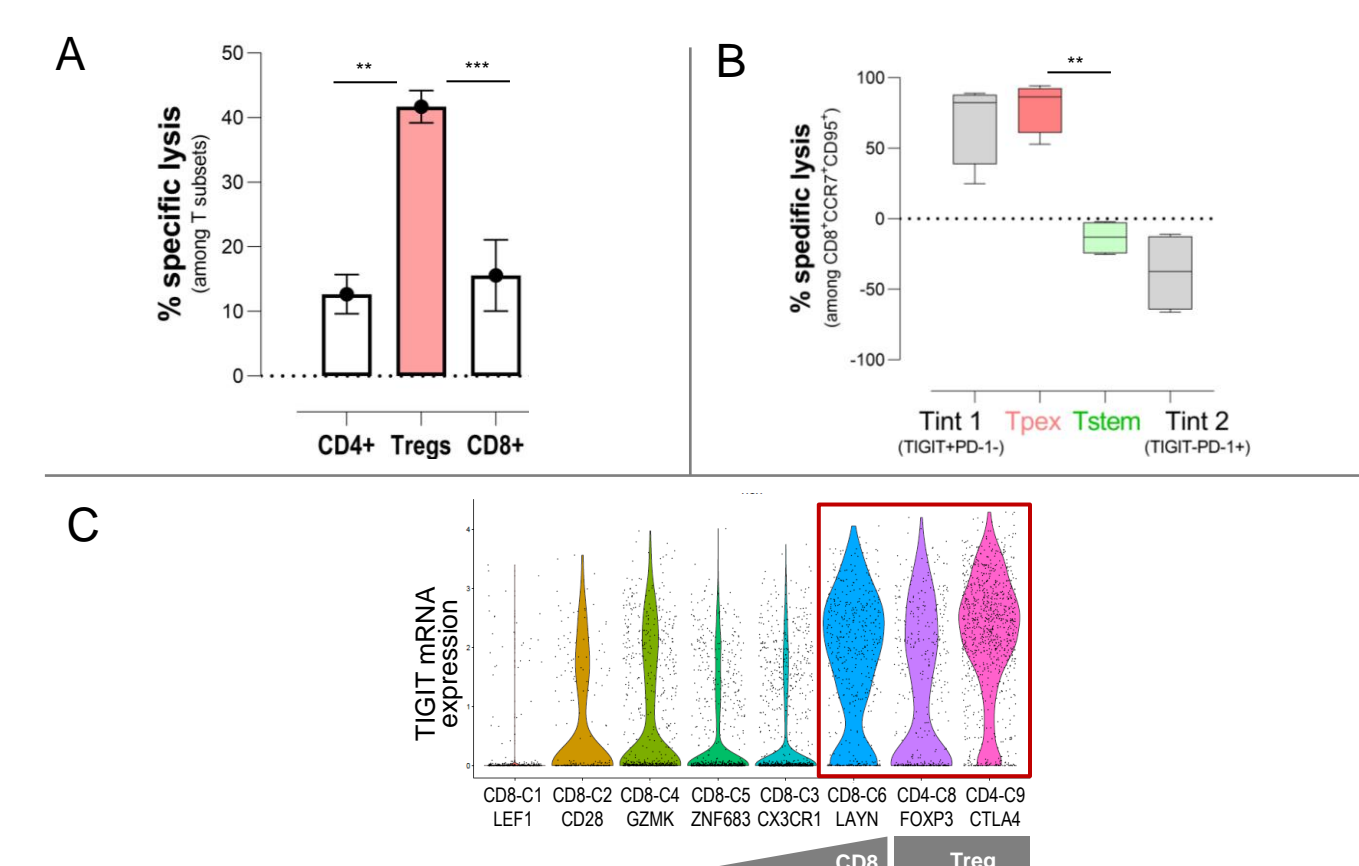 A
50
40
30
20
10
0
% specific lysis
(among T subsets)
**
***
CD4+ Tregs CD8+
B
100
50
0
-50
-100
% spedific lysis
(among CD8+CCR7+CD95+)
**
Tint 1 Tpex Tstem Tint 2
(TIGIT+PD-1-) (TIGIT-PD-1+)
C
TIGIT mRNA
expression
4
3
2
1
0
CD8-C1 CD8-C2 CD8-C4 CD8-C5 CD8-C3 CD8-C6 CD4-C8 CD4-C9
LEF1 CD28 GZMK ZNF683 CX3CR1 LAYN FOXP3 CTLA4
CD8 Treg